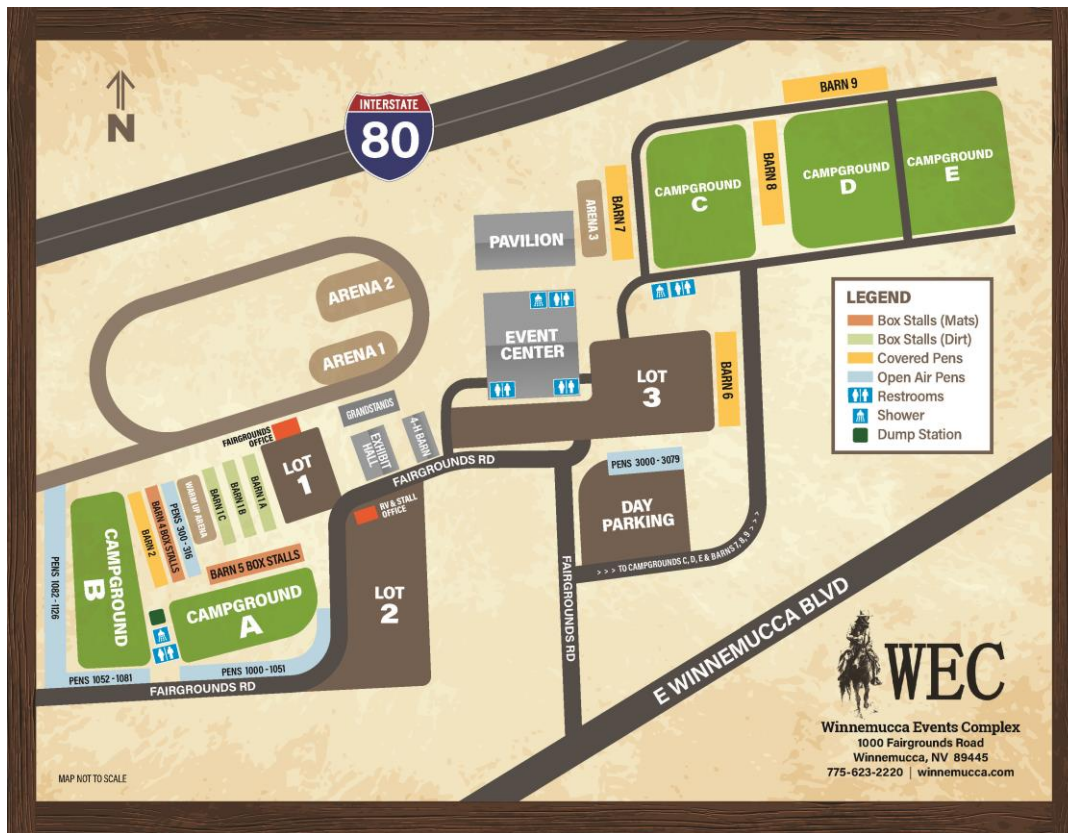 N
INTERSTATE
80
BARN 9
CAMPGROUND
C
BARN 8
CAMPGROUND
D
CAMPGROUND
E
BARN 7
ARENA 3
PAVILION
ARENA 2
ARENA 1
EVENT
CENTER
LOT
3
BARN 6
LEGEND
Box Stalls (Mats)
Box Stalls (Dirt)
Covered Pens
Open Air Pens
Restrooms
Shower
Dump Station
GRANDSTANDS
EXHIBIT
HALL
4-H BARN
FAIRGROUNDS
OFFICE
LOT
1
FAIRGROUNDS RD
RV & STALL
OFFICE
PENS 3000 - 3079
DAY
PARKING
> > > TO CAMPGROUNDS C, D, E & BARNS 7, 8, 9 > > >
BARN 1A
BARN 1B
BARN 1C
WARM UP ARENA
PENS 300-316
BARN 4 BOX STALLS
BARN 2
BARN 5 BOX STALLS
CAMPGROUND
B
CAMPGROUND
A
PENS 1082 - 1126
PENS 1052 - 1081
PENS 1000 - 1051
LOT
2
FAIRGROUNDS RD
FAIRGROUNDS RD
E WINNEMUCCA BLVD
WEC
Winnemucca Events Complex
1000 Fairgrounds Road
Winnemucca, NV 89445
775-623-2220 | winnemucca.com
MAP NOT TO SCALE